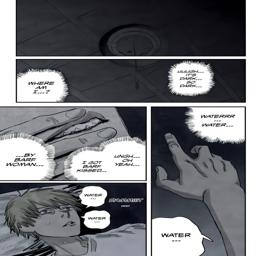 WHERE
AM
I...?
UUUGH...
IT'S
DARK...
SO
DARK...
...BY
BARF
WOMAN...
I GOT
BARF
KISSED...
UNGH...
OH
YEAH...
WATERRR
...
WATER...
WATER
...
WATER
...
WATER
...